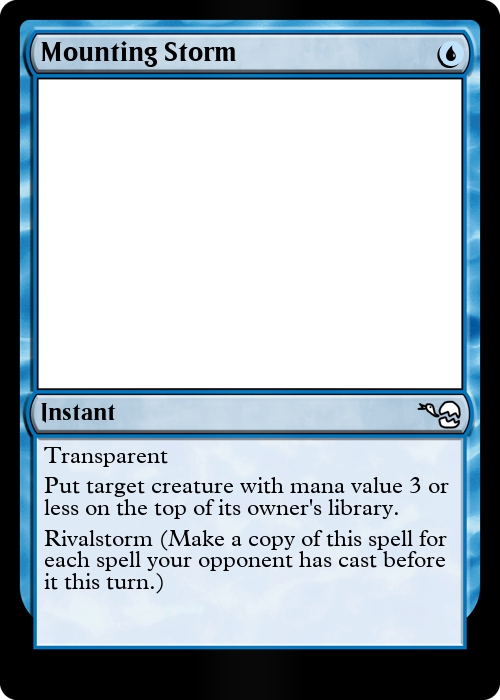 Mounting Storm
Instant
Transparent
Put target creature with mana value 3 or
less on the top of its owner's library.
Rivalstorm (Make a copy of this spell for
each spell your opponent has cast before
it this turn.)